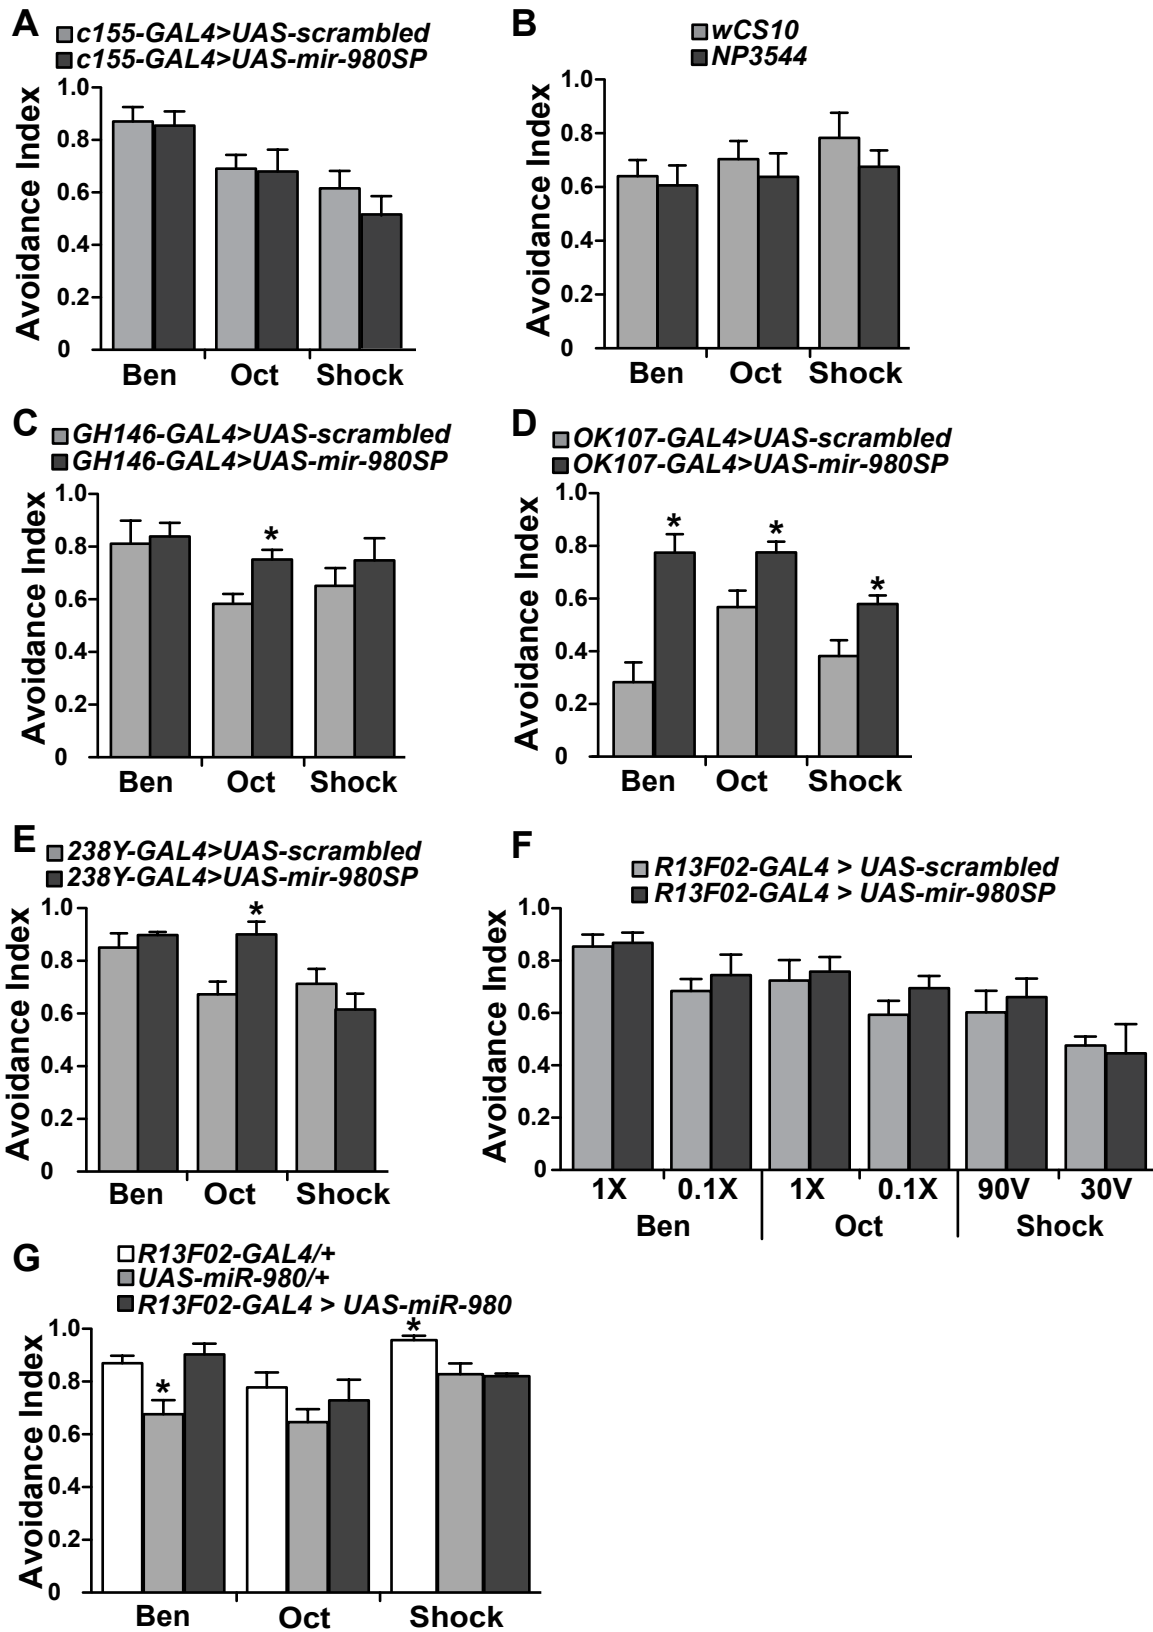 A
c155-GAL4>UAS-scrambled
c155-GAL4>UAS-mir-980SP
Avoidance Index
1.0
0.8
0.6
0.4
0.2
0
Ben Oct Shock
B
wCS10
NP3544
Avoidance Index
1.0
0.8
0.6
0.4
0.2
0
Ben Oct Shock
C
GH146-GAL4>UAS-scrambled
GH146-GAL4>UAS-mir-980SP
Avoidance Index
1.0
0.8
0.6
0.4
0.2
0
*
Ben Oct Shock
D
OK107-GAL4>UAS-scrambled
OK107-GAL4>UAS-mir-980SP
Avoidance Index
1.0
0.8
0.6
0.4
0.2
0
* * *
Ben Oct Shock
E
238Y-GAL4>UAS-scrambled
238Y-GAL4>UAS-mir-980SP
Avoidance Index
1.0
0.8
0.6
0.4
0.2
0
*
Ben Oct Shock
F
R13F02-GAL4 > UAS-scrambled
R13F02-GAL4 > UAS-mir-980SP
Avoidance Index
1.0
0.8
0.6
0.4
0.2
0
1X 0.1X 1X 0.1X 90V 30V
Ben Oct Shock
G
R13F02-GAL4/+
UAS-miR-980/+
R13F02-GAL4 > UAS-miR-980
Avoidance Index
1.0
0.8
0.6
0.4
0.2
0
* *
Ben Oct Shock